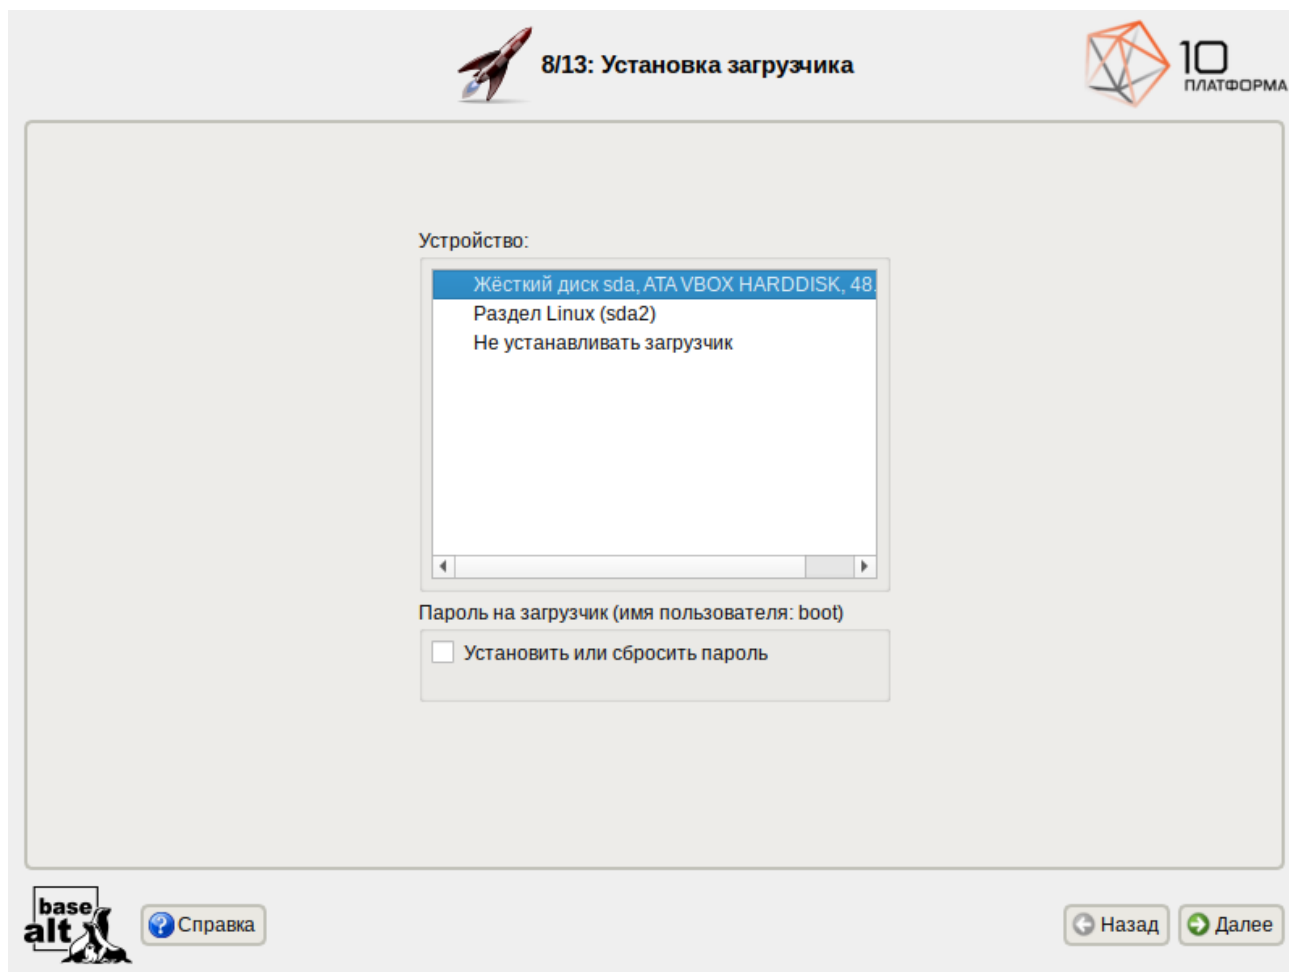 8/13: Установка загрузчика
10
ПЛАТФОРМА
Устройство:
Жёсткий диск sda, ATA VBOX HARDDISK, 48.
Раздел Linux (sda2)
Не устанавливать загрузчик
Пароль на загрузчик (имя пользователя: boot)
Установить или сбросить пароль
base
alt
Справка
Назад
Далее